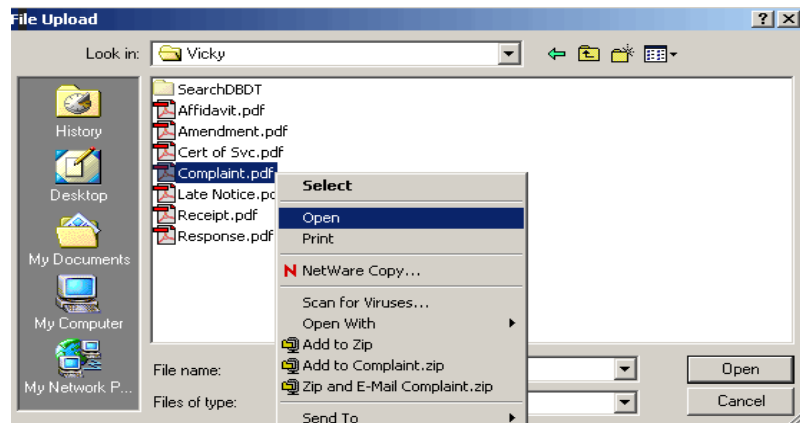 File Upload
Look in: Vicky
SearchDBDT
Affidavit.pdf
Amendment.pdf
Cert of Svc.pdf
Complaint.pdf
Late Notice.pd
Receipt.pdf
Response.pdf
History
Desktop
My Documents
My Computer
My Network P...
Select
Open
Print
NetWare Copy...
Scan for Viruses...
Open With
Add to Zip
Add to Complaint.zip
Zip and E-Mail Complaint.zip
Send To
File name:
Files of type:
Open
Cancel